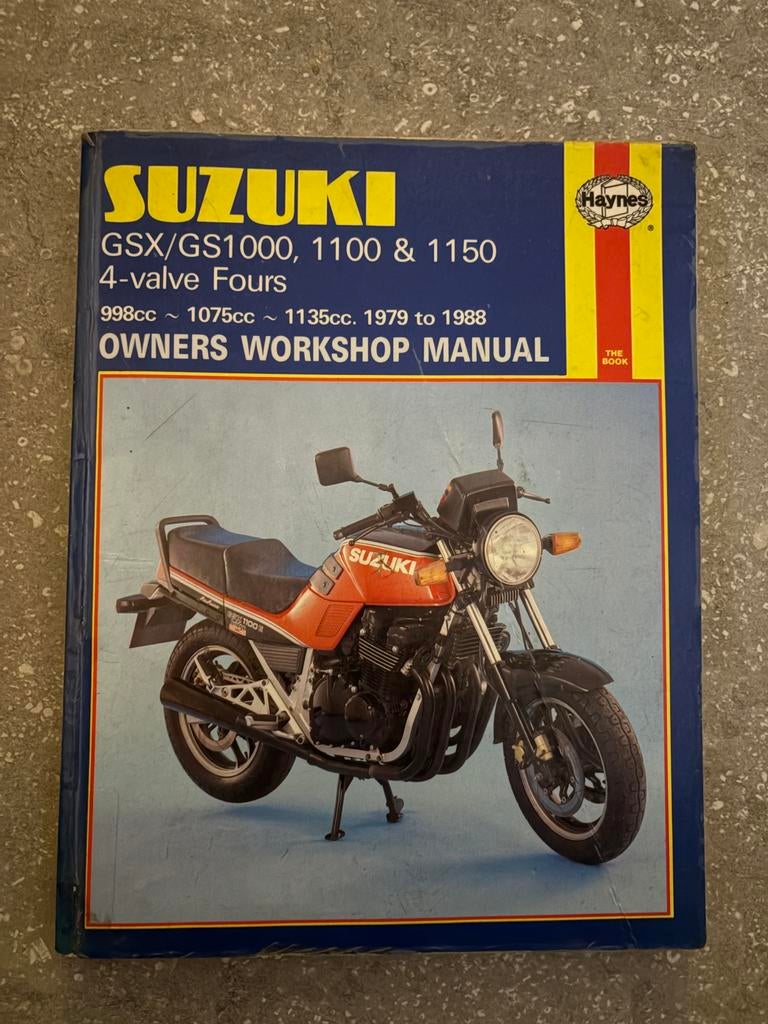 SUZUKI
GSX/GS1000, 1100 & 1150
4-valve Fours
998cc ~ 1075cc ~ 1135cc. 1979 to 1988
OWNERS WORKSHOP MANUAL
Haynes
®
THE
BOOK
SUZUKI
1100